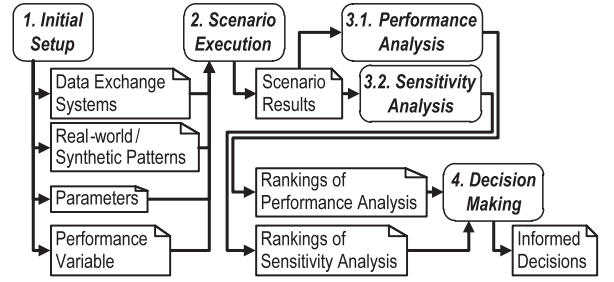 1. Initial
Setup
2. Scenario
Execution
3.1. Performance
Analysis
3.2. Sensitivity
Analysis
Data Exchange
Systems
Scenario
Results
Real-world/
Synthetic Patterns
Parameters
Performance
Variable
Rankings of
Performance Analysis
Rankings of
Sensitivity Analysis
4. Decision
Making
Informed
Decisions